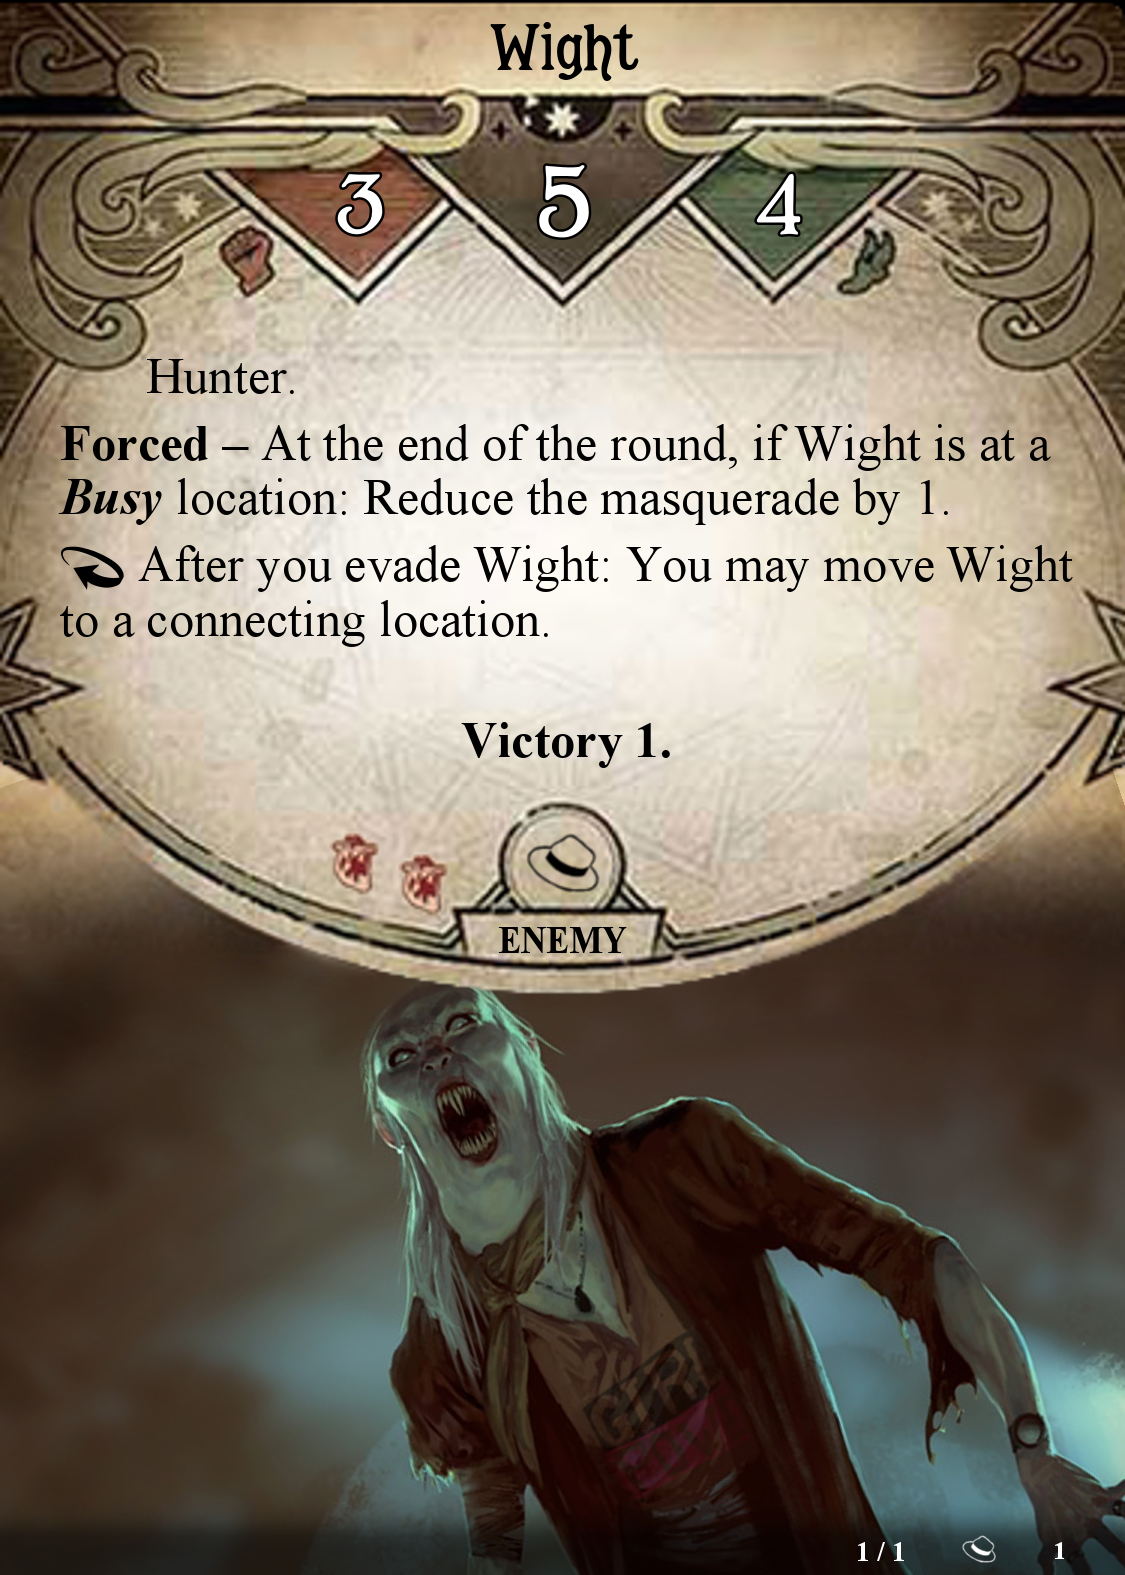 Wight
3 5 4
Hunter.
Forced – At the end of the round, if Wight is at a
Busy location: Reduce the masquerade by 1.
After you evade Wight: You may move Wight
to a connecting location.
Victory 1.
ENEMY
1 / 1 1